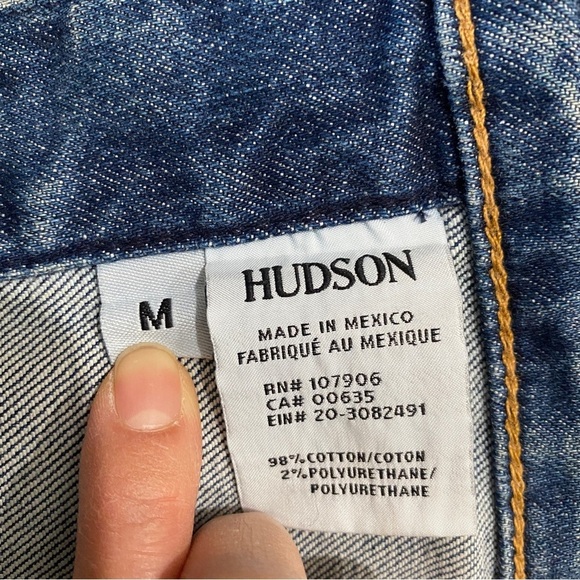 M
HUDSON
MADE IN MEXICO
FABRIQUÉ AU MEXIQUE
RN# 107906
CA# 00635
EIN# 20-3082491
98% COTTON/COTON
2% POLYURETHANE/
POLYURETHANE